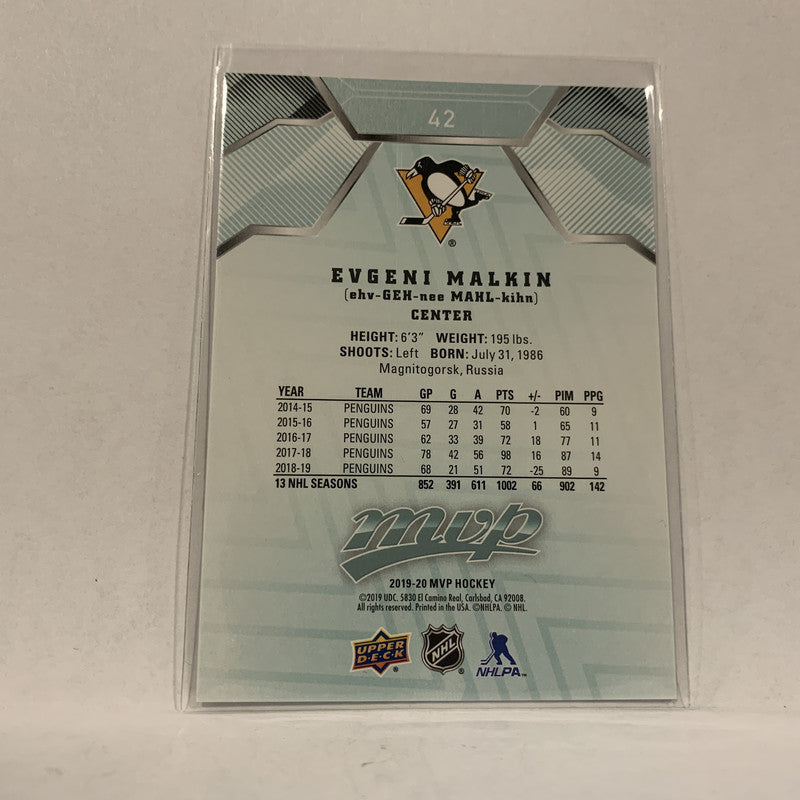 42
®
EVGENI MALKIN
(ehv-GEH-nee MAHL-kihn)
CENTER
HEIGHT: 6'3" WEIGHT: 195 lbs.
SHOOTS: Left BORN: July 31, 1986
Magnitogorsk, Russia
YEAR TEAM GP G A PTS +/- PIM PPG
2014-15 PENGUINS 69 28 42 70 -2 60 9
2015-16 PENGUINS 57 27 31 58 1 65 11
2016-17 PENGUINS 62 33 39 72 18 77 11
2017-18 PENGUINS 78 42 56 98 16 87 14
2018-19 PENGUINS 68 21 51 72 -25 89 9
13 NHL SEASONS 852 391 611 1002 66 902 142
mvp
2019-20 MVP HOCKEY
©2019 UDC. 5830 El Camino Real, Carlsbad, CA 92008.
All rights reserved. Printed in the USA. ©NHLPA. © NHL.
UPPER DECK® NHL® NHLPA™